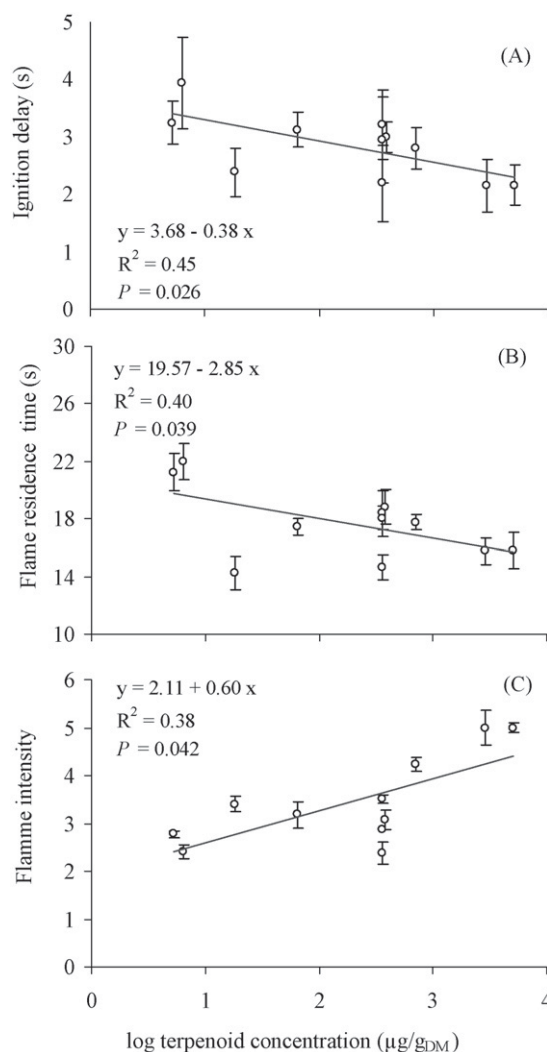 (A)
5
4
3
2
1
0
Ignition delay (s)
y = 3.68 - 0.38 x
R² = 0.45
P = 0.026
(B)
30
26
22
18
14
10
Flame residence time (s)
y = 19.57 - 2.85 x
R² = 0.40
P = 0.039
(C)
6
5
4
3
2
1
0
Flamme intensity
y = 2.11 + 0.60 x
R² = 0.38
P = 0.042
0 1 2 3 4
log terpenoid concentration (µg/gDM)